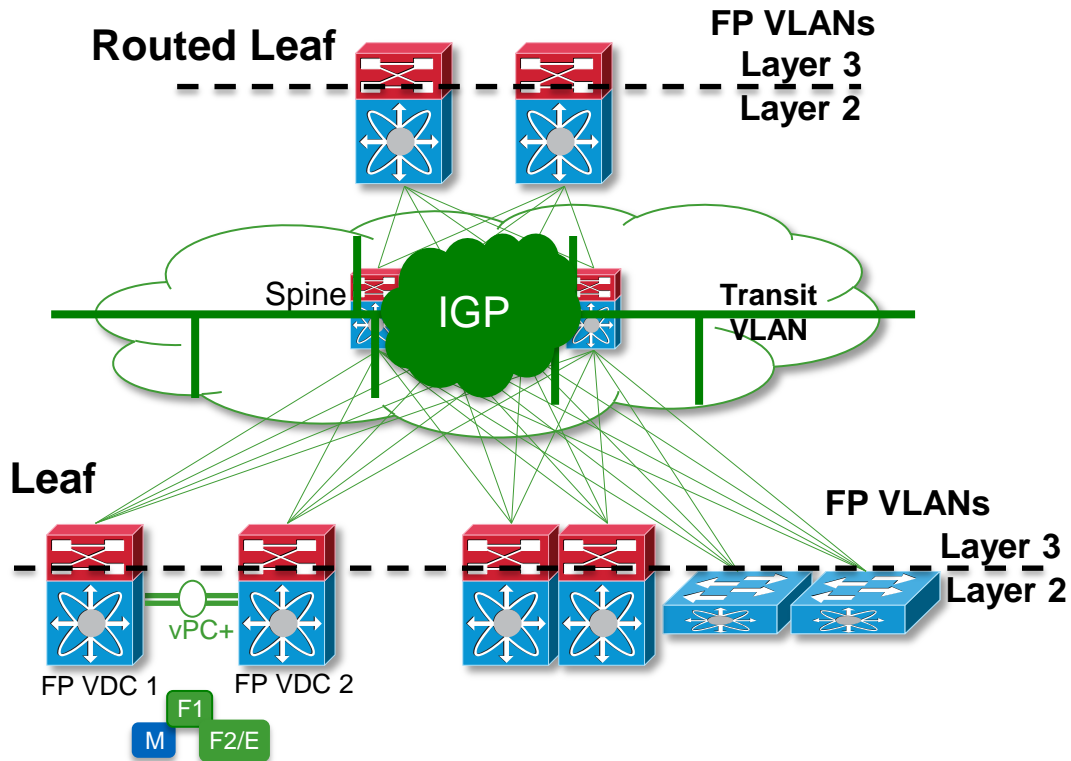 Routed Leaf
FP VLANs
Layer 3
Layer 2
Spine
IGP
Transit
VLAN
Leaf
FP VLANs
Layer 3
Layer 2
vPC+
FP VDC 1
FP VDC 2
F1
M
F2/E